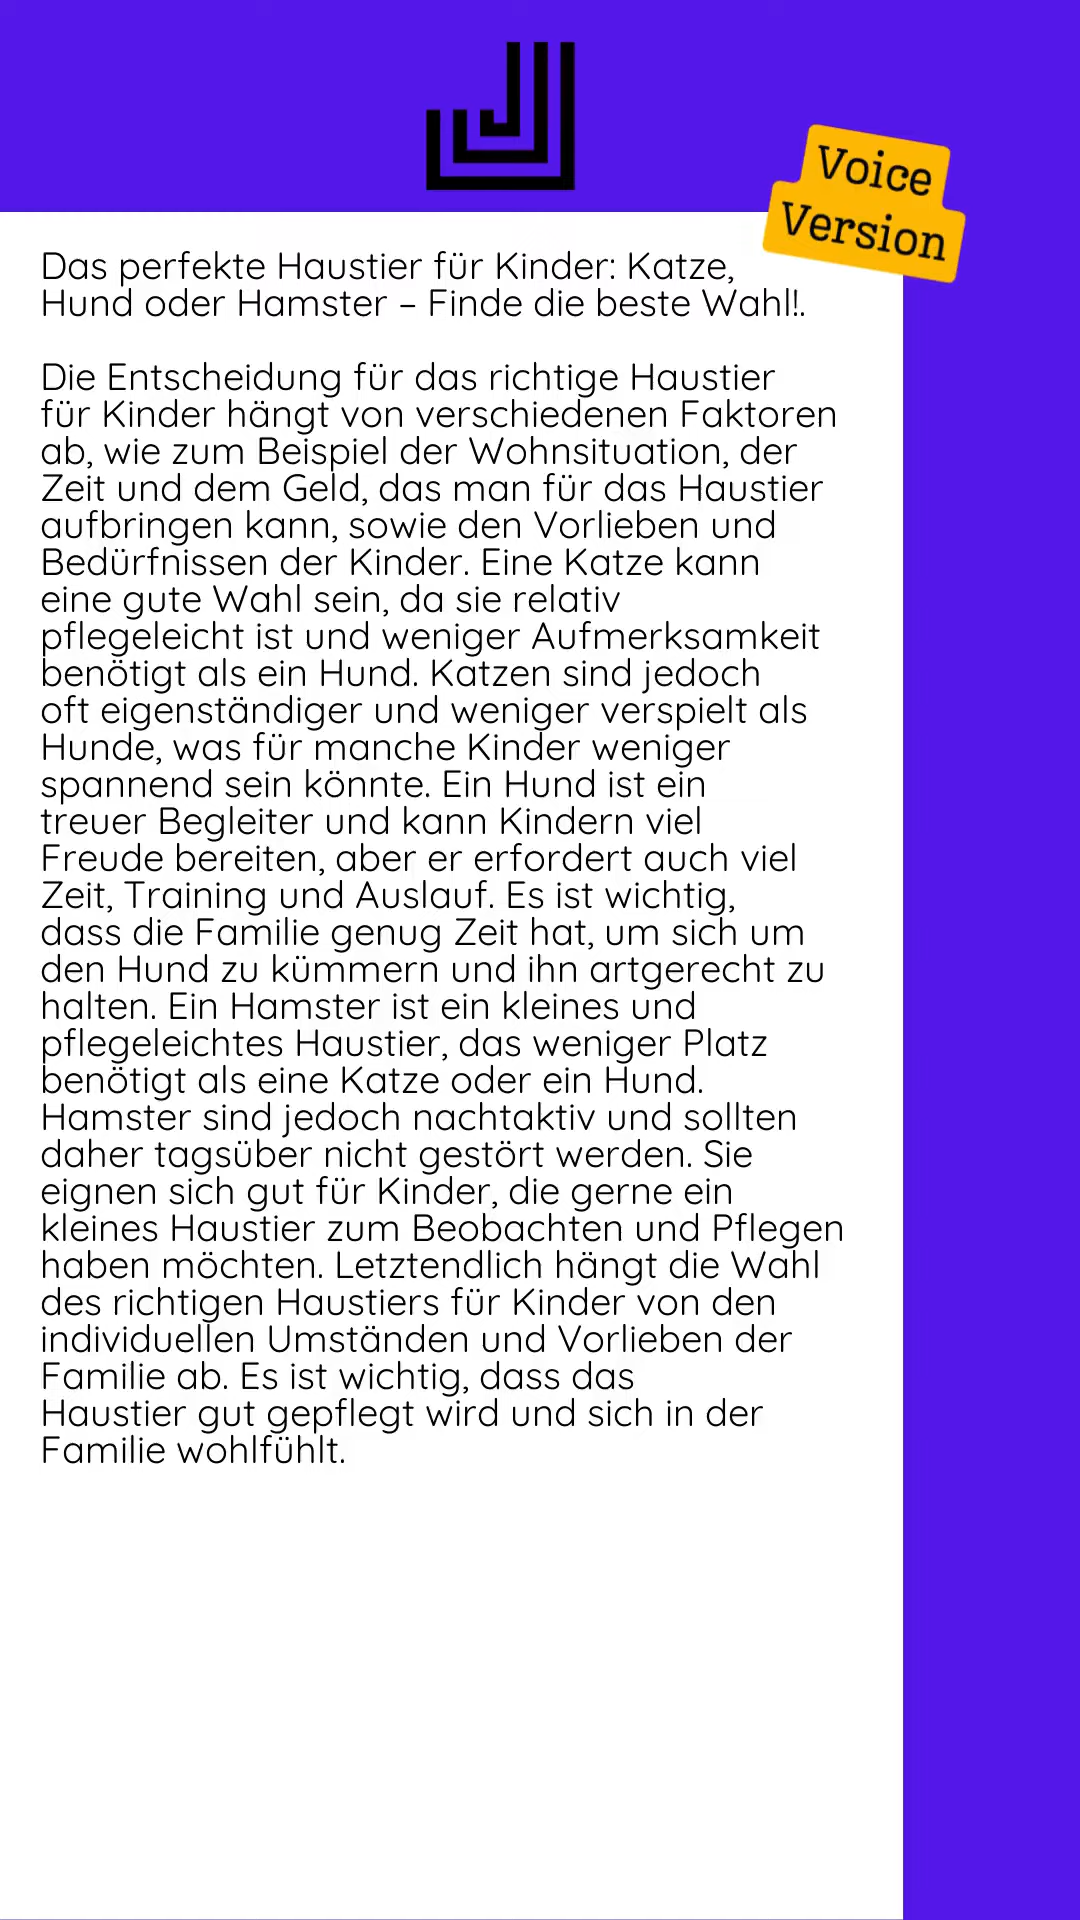 Voice
Version
Das perfekte Haustier für Kinder: Katze,
Hund oder Hamster – Finde die beste Wahl!.
Die Entscheidung für das richtige Haustier
für Kinder hängt von verschiedenen Faktoren
ab, wie zum Beispiel der Wohnsituation, der
Zeit und dem Geld, das man für das Haustier
aufbringen kann, sowie den Vorlieben und
Bedürfnissen der Kinder. Eine Katze kann
eine gute Wahl sein, da sie relativ
pflegeleicht ist und weniger Aufmerksamkeit
benötigt als ein Hund. Katzen sind jedoch
oft eigenständiger und weniger verspielt als
Hunde, was für manche Kinder weniger
spannend sein könnte. Ein Hund ist ein
treuer Begleiter und kann Kindern viel
Freude bereiten, aber er erfordert auch viel
Zeit, Training und Auslauf. Es ist wichtig,
dass die Familie genug Zeit hat, um sich um
den Hund zu kümmern und ihn artgerecht zu
halten. Ein Hamster ist ein kleines und
pflegeleichtes Haustier, das weniger Platz
benötigt als eine Katze oder ein Hund.
Hamster sind jedoch nachtaktiv und sollten
daher tagsüber nicht gestört werden. Sie
eignen sich gut für Kinder, die gerne ein
kleines Haustier zum Beobachten und Pflegen
haben möchten. Letztendlich hängt die Wahl
des richtigen Haustiers für Kinder von den
individuellen Umständen und Vorlieben der
Familie ab. Es ist wichtig, dass das
Haustier gut gepflegt wird und sich in der
Familie wohlfühlt.